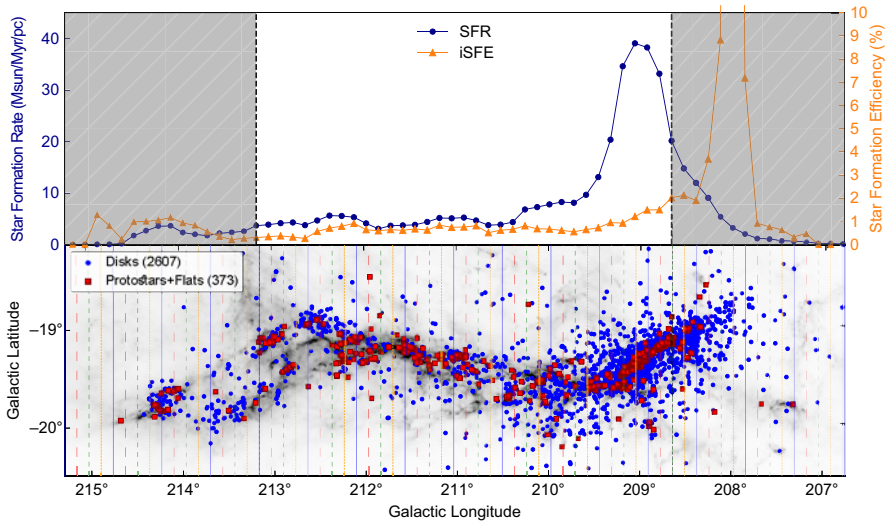 SFR
iSFE
Star Formation Rate (Msun/Myr/pc)
40
30
20
10
0
Star Formation Efficiency (%)
10
9
8
7
6
5
4
3
2
1
0
Disks (2607)
Protostars+Flats (373)
Galactic Latitude
−19°
−20°
215° 214° 213° 212° 211° 210° 209° 208° 207°
Galactic Longitude